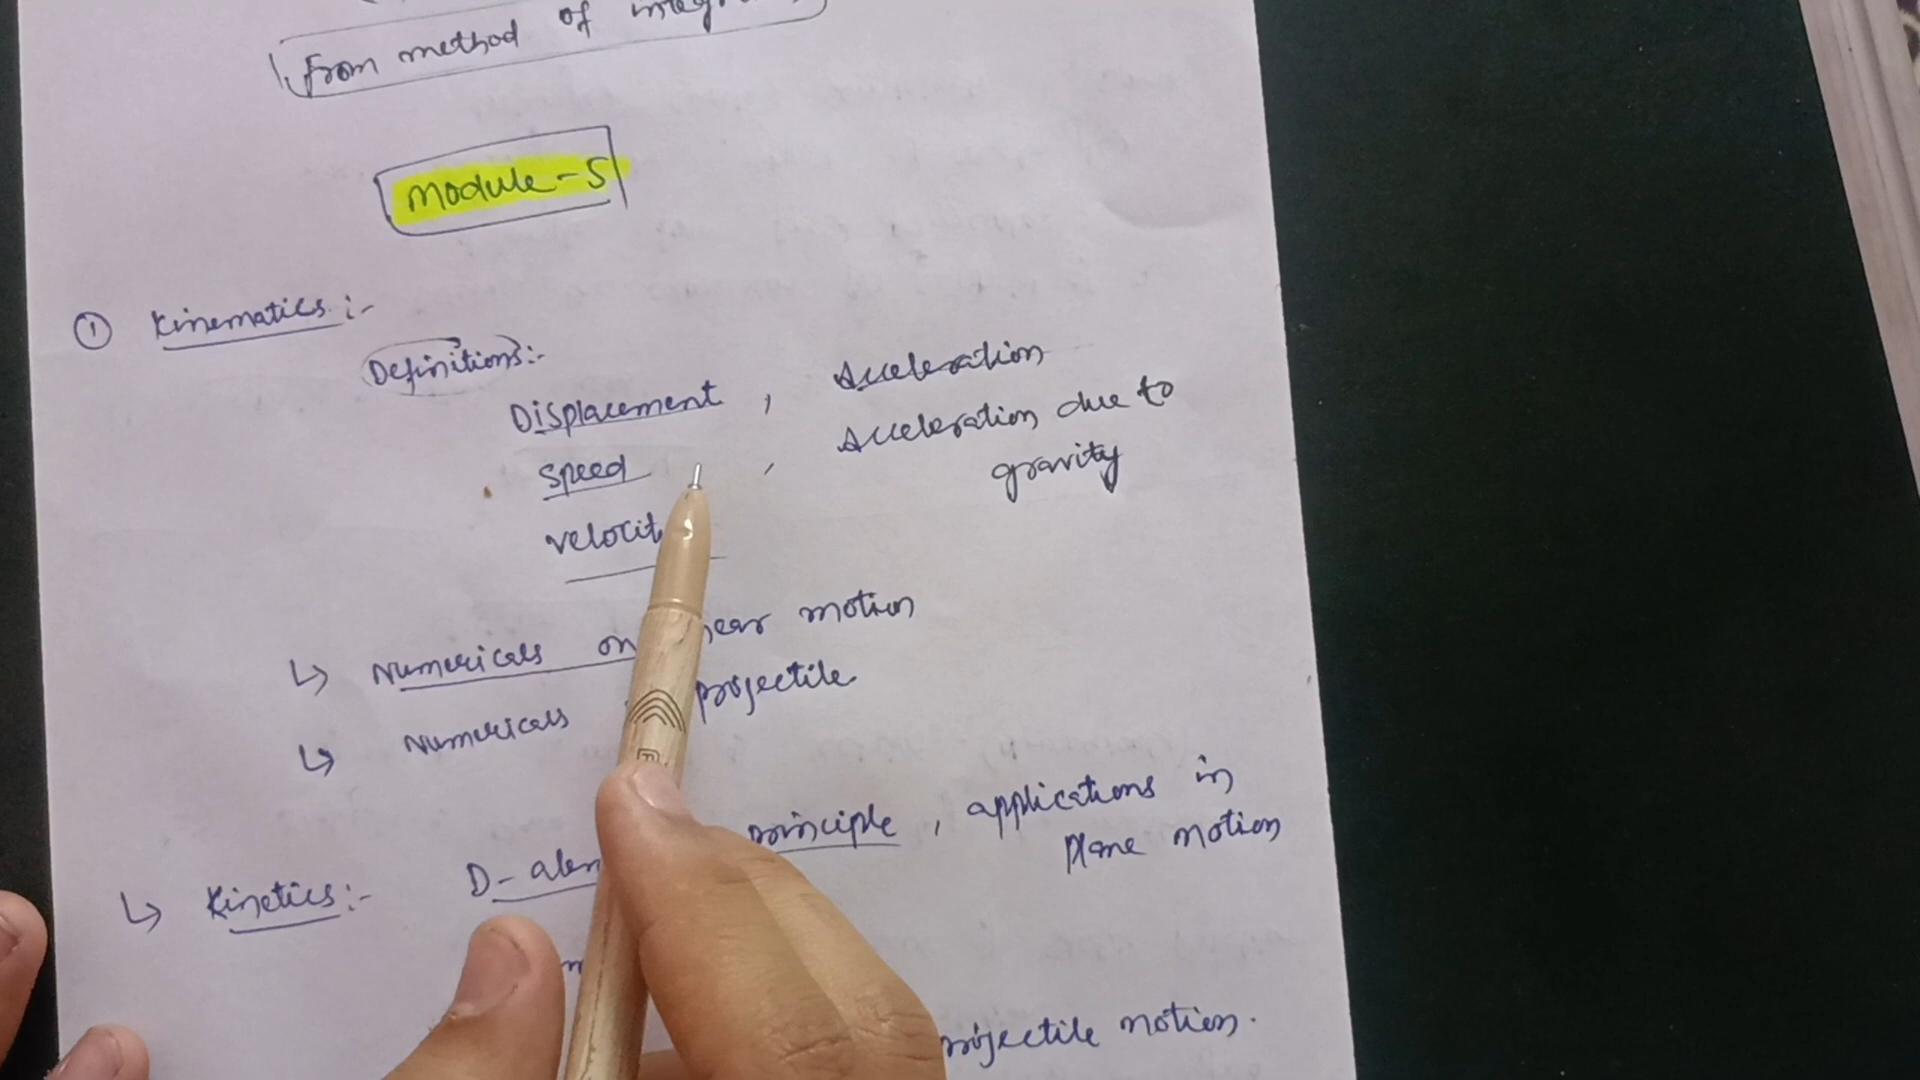 From method of
Module-5
① Kinematics :-
Definitions:-
Displacement , Acceleration
speed , Acceleration due to
gravity
velocit
↳ Numericals on near motion
↳ Numericals projectile
↳ Kinetics :- D-alem principle , applications in
plane motion
projectile motion.